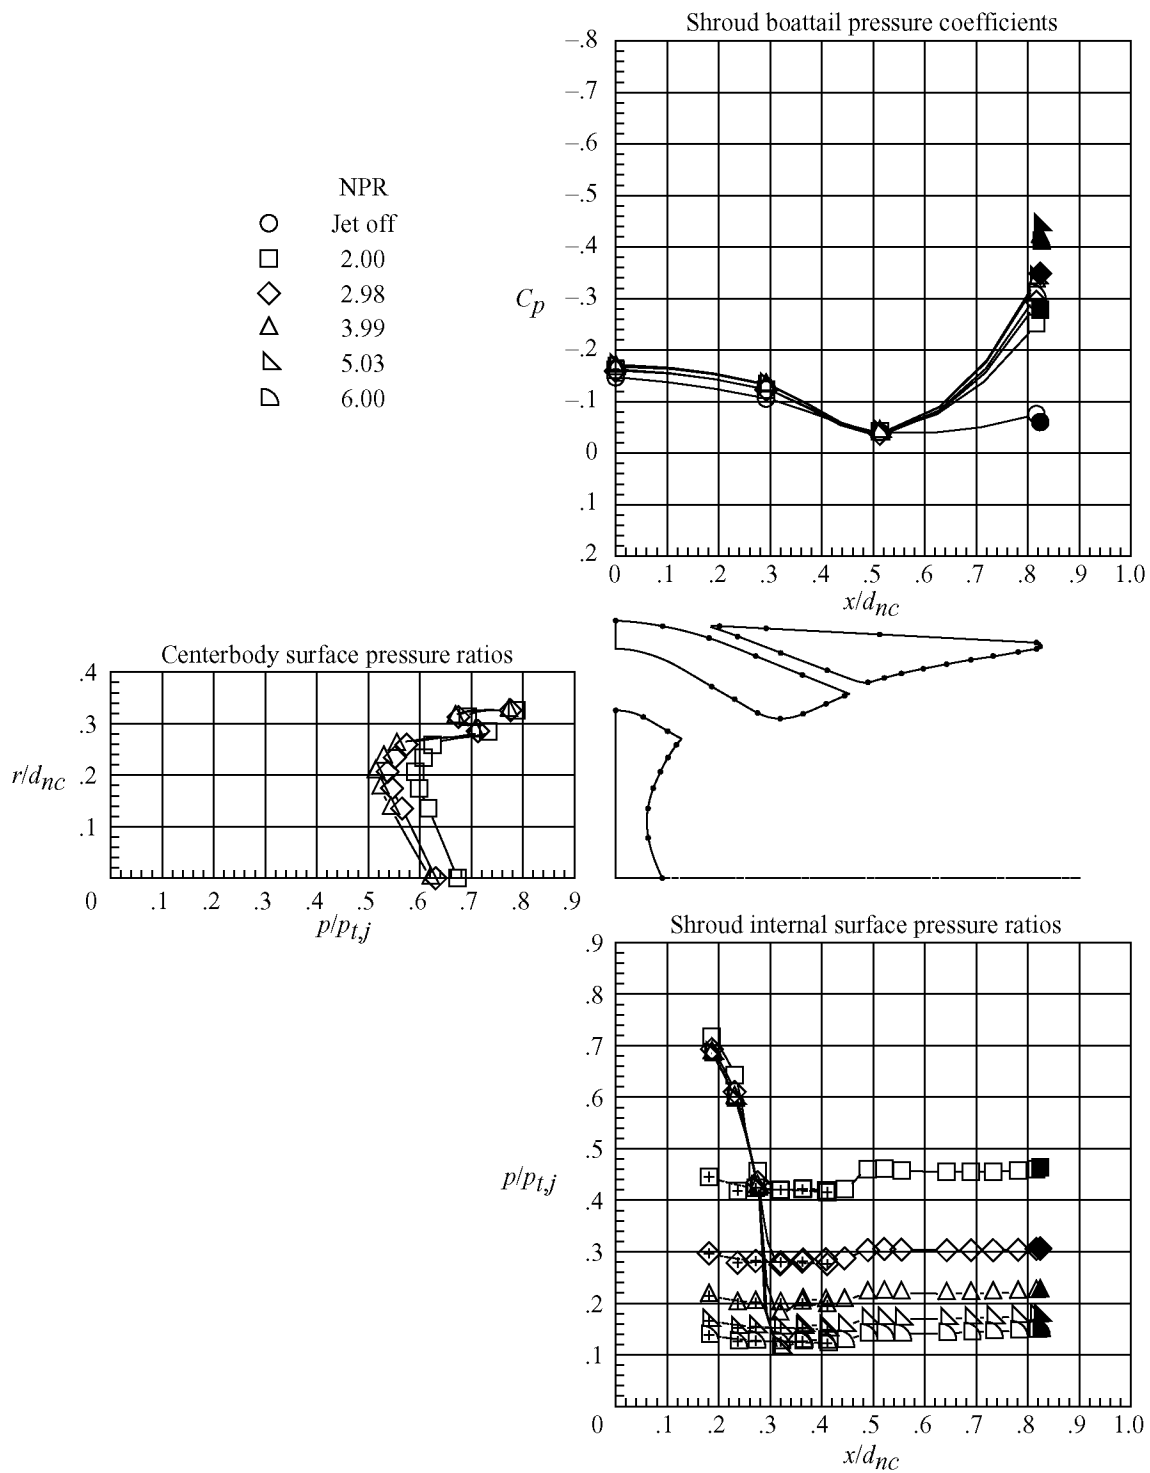 Shroud boattail pressure coefficients
–.8
–.7
–.6
–.5
–.4
–.3
–.2
–.1
0
.1
.2
Cp
0 .1 .2 .3 .4 .5 .6 .7 .8 .9 1.0
x/dnc
NPR
Jet off
2.00
2.98
3.99
5.03
6.00
Centerbody surface pressure ratios
.4
.3
.2
.1
r/dnc
0 .1 .2 .3 .4 .5 .6 .7 .8 .9
p/pt,j
Shroud internal surface pressure ratios
.9
.8
.7
.6
.5
.4
.3
.2
.1
p/pt,j
0 0 .1 .2 .3 .4 .5 .6 .7 .8 .9 1.0
x/dnc